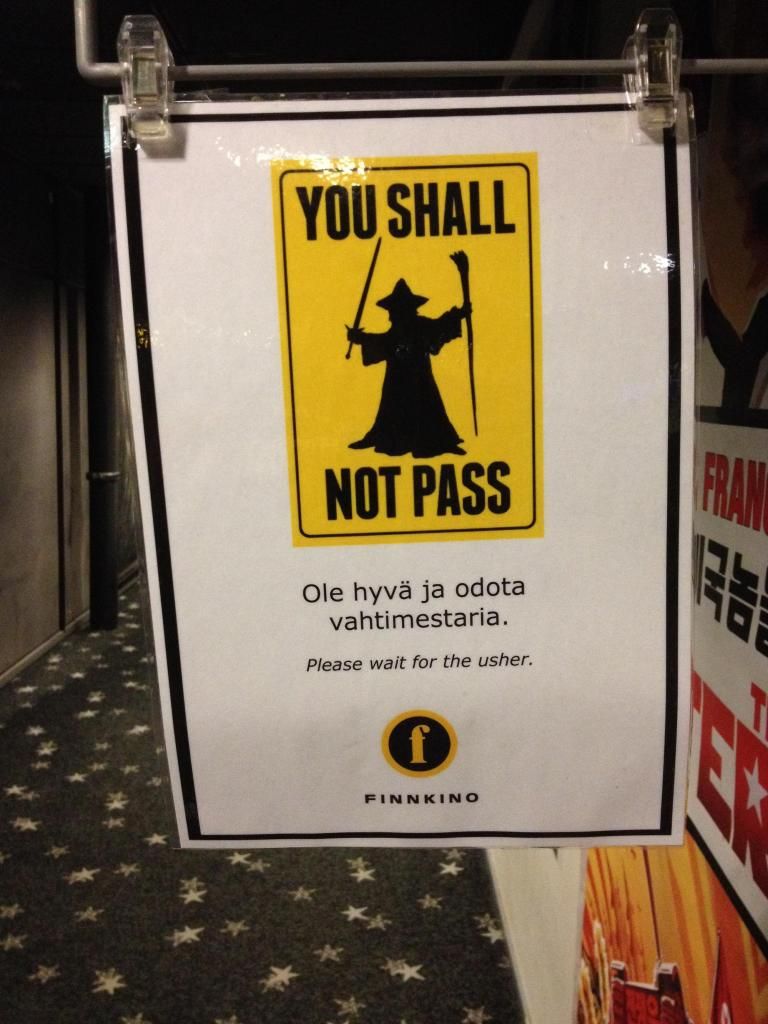 YOU SHALL
NOT PASS
Ole hyvä ja odota
vahtimestaria.
Please wait for the usher.
f
FINNKINO